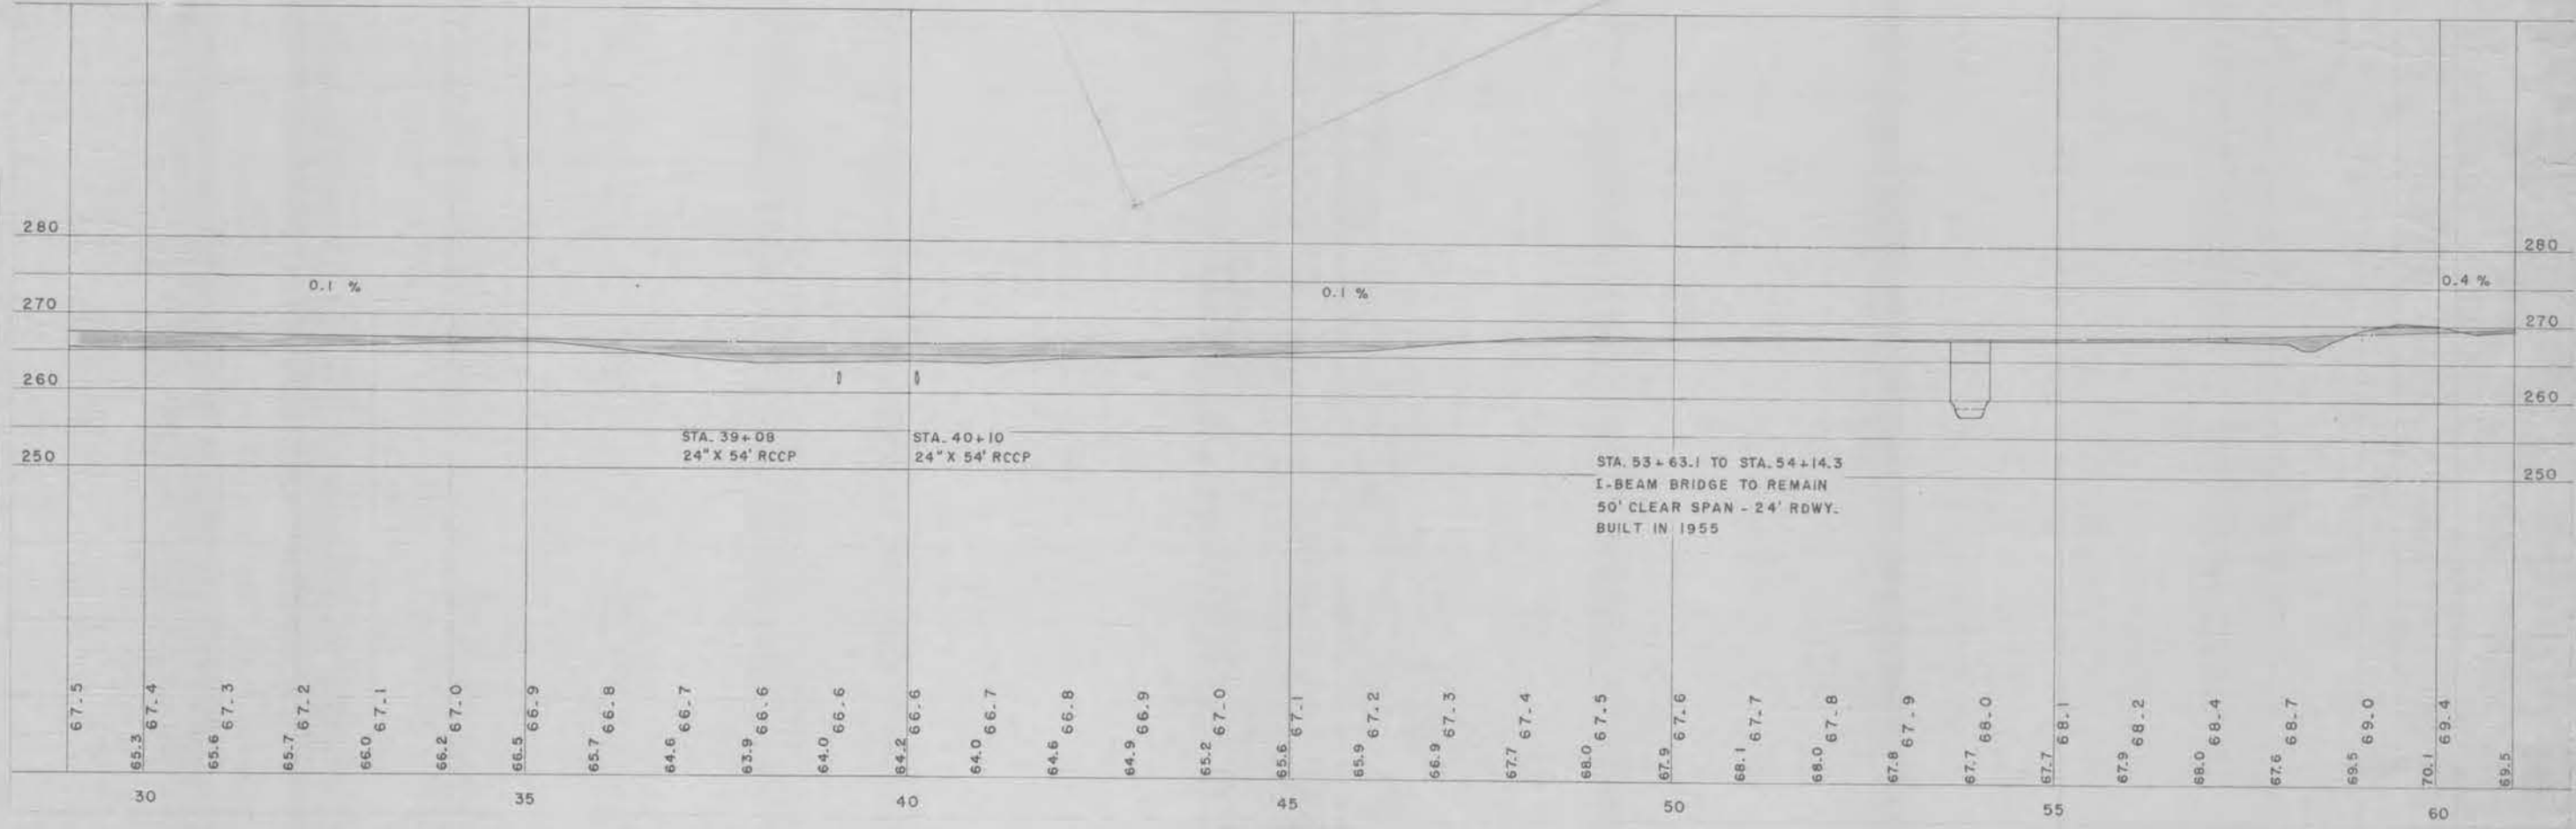 280 280
0.1 % 0.1 % 0.4 %
270 270
260 260
STA. 39+08
24" X 54' RCCP
STA. 40+10
24" X 54' RCCP
250 250
STA. 53+63.1 TO STA. 54+14.3
I-BEAM BRIDGE TO REMAIN
50' CLEAR SPAN - 24' RDWY.
BUILT IN 1955
67.5 67.4 67.3 67.2 67.1 67.0 66.9 66.8 66.7 66.6 66.6 66.6 66.7 66.8 66.9 67.0 67.1 67.2 67.3 67.4 67.5 67.6 67.7 67.8 67.9 68.0 68.1 68.2 68.4 68.7 69.0 69.4
65.3 65.6 65.7 66.0 66.2 66.5 65.7 64.6 63.9 64.0 64.2 64.0 64.6 64.9 65.2 65.6 65.9 66.9 67.7 68.0 67.9 68.1 68.0 67.8 67.7 67.7 67.9 68.0 67.6 69.5 70.1 69.5
30 35 40 45 50 55 60